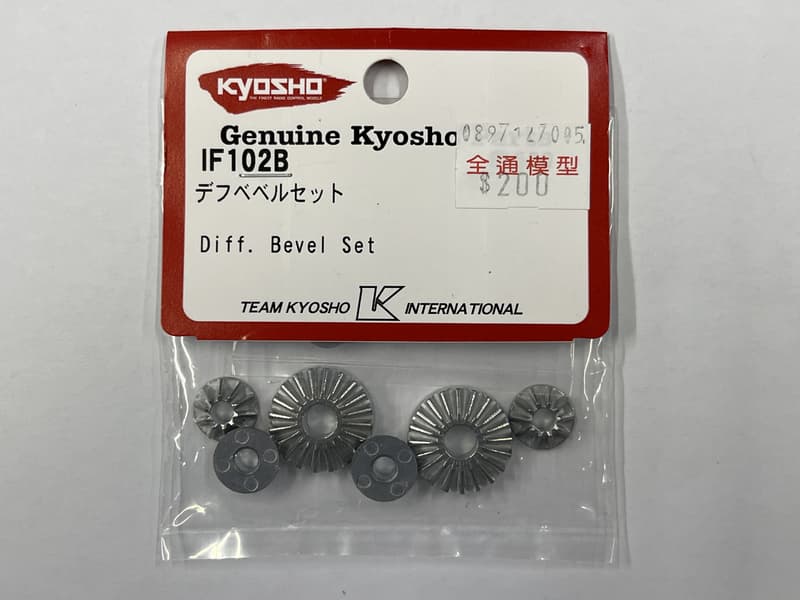 KYOSHO
THE FINEST RADIO CONTROL MODELS
Genuine Kyosho
IF102B
デフベベルセット
Diff. Bevel Set
0897127005
全通模型
$200
TEAM KYOSHO K INTERNATIONAL